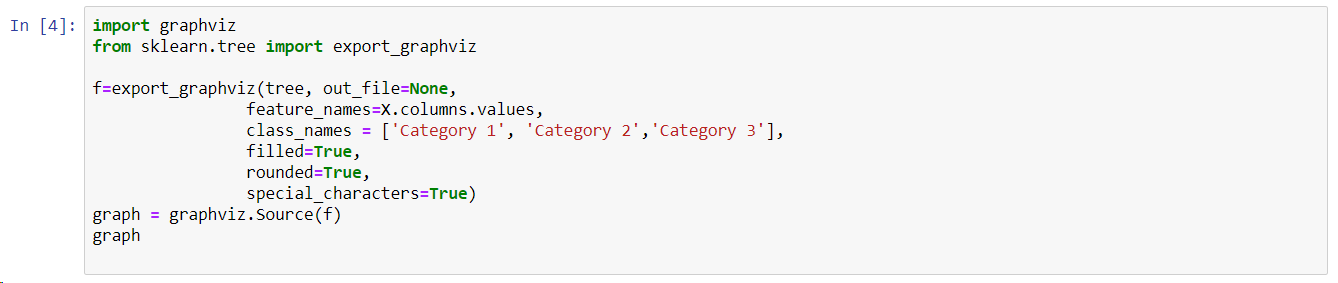 In [4]: import graphviz
from sklearn.tree import export_graphviz

f=export_graphviz(tree, out_file=None,
                feature_names=X.columns.values,
                class_names = ['Category 1', 'Category 2','Category 3'],
                filled=True,
                rounded=True,
                special_characters=True)
graph = graphviz.Source(f)
graph